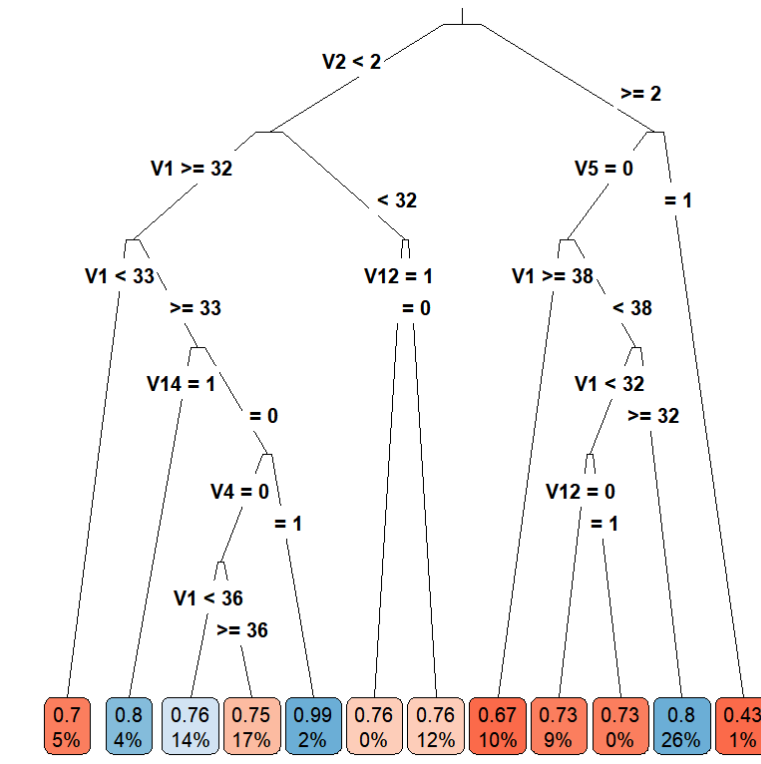 V2 < 2
>= 2
V1 >= 32
V5 = 0
< 32
= 1
V1 < 33
V12 = 1
V1 >= 38
>= 33
= 0
< 38
V14 = 1
V1 < 32
= 0
>= 32
V4 = 0
V12 = 0
= 1
= 1
V1 < 36
>= 36
0.7 0.8 0.76 0.75 0.99 0.76 0.76 0.67 0.73 0.73 0.8 0.43
5% 4% 14% 17% 2% 0% 12% 10% 9% 0% 26% 1%